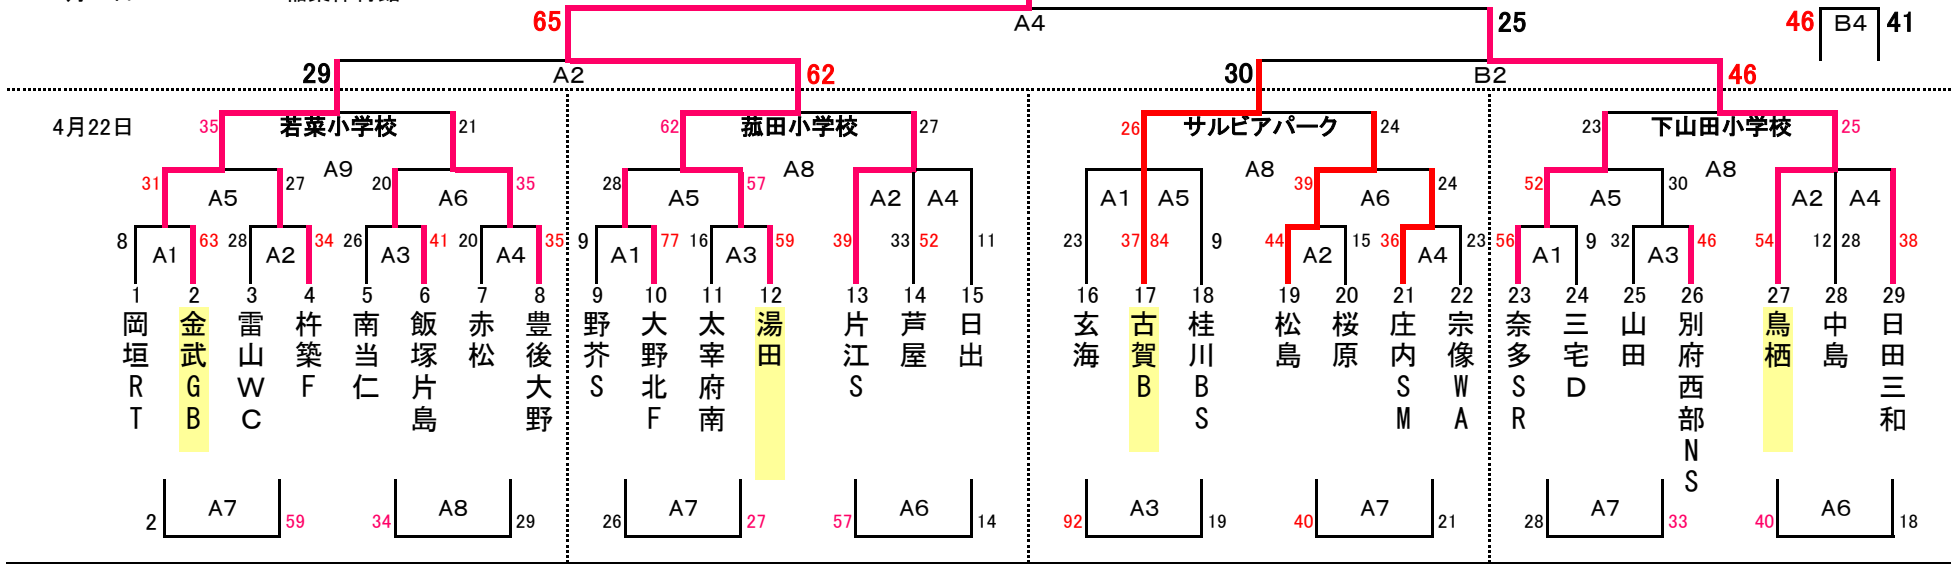 65 A4 25 46 B4 41
29 A2 62 30 B2 46
4月22日 35 若菜小学校 21 62 菰田小学校 27 26 サルビアパーク 24 23 下山田小学校 25
A9 A8 A8 A8
31 A5 27 20 A6 35 28 A5 57 A2 A4 A1 A5 39 A6 24 52 A5 30 A2 A4
8 A1 63 28 A2 34 26 A3 41 20 A4 35 9 A1 77 16 A3 59 39 33 52 11 23 37 84 9 44 A2 15 36 A4 23 56 A1 9 32 A3 46 54 12 28 38
1 2 3 4 5 6 7 8 9 10 11 12 13 14 15 16 17 18 19 20 21 22 23 24 25 26 27 28 29
岡垣RT
金武GB
雷山WC
杵築F
南当仁
飯塚片島
赤松
豊後大野
野芥S
大野北F
太宰府南
湯田
片江S
芦屋
日出
玄海
古賀B
桂川BS
松島
桜原
庄内SM
宗像WA
奈多SR
三宅D
山田
別府西部NS
鳥栖
中島
日田三和
2 A7 59 34 A8 29 26 A7 27 57 A6 14 92 A3 19 40 A7 21 28 A7 33 40 A6 18